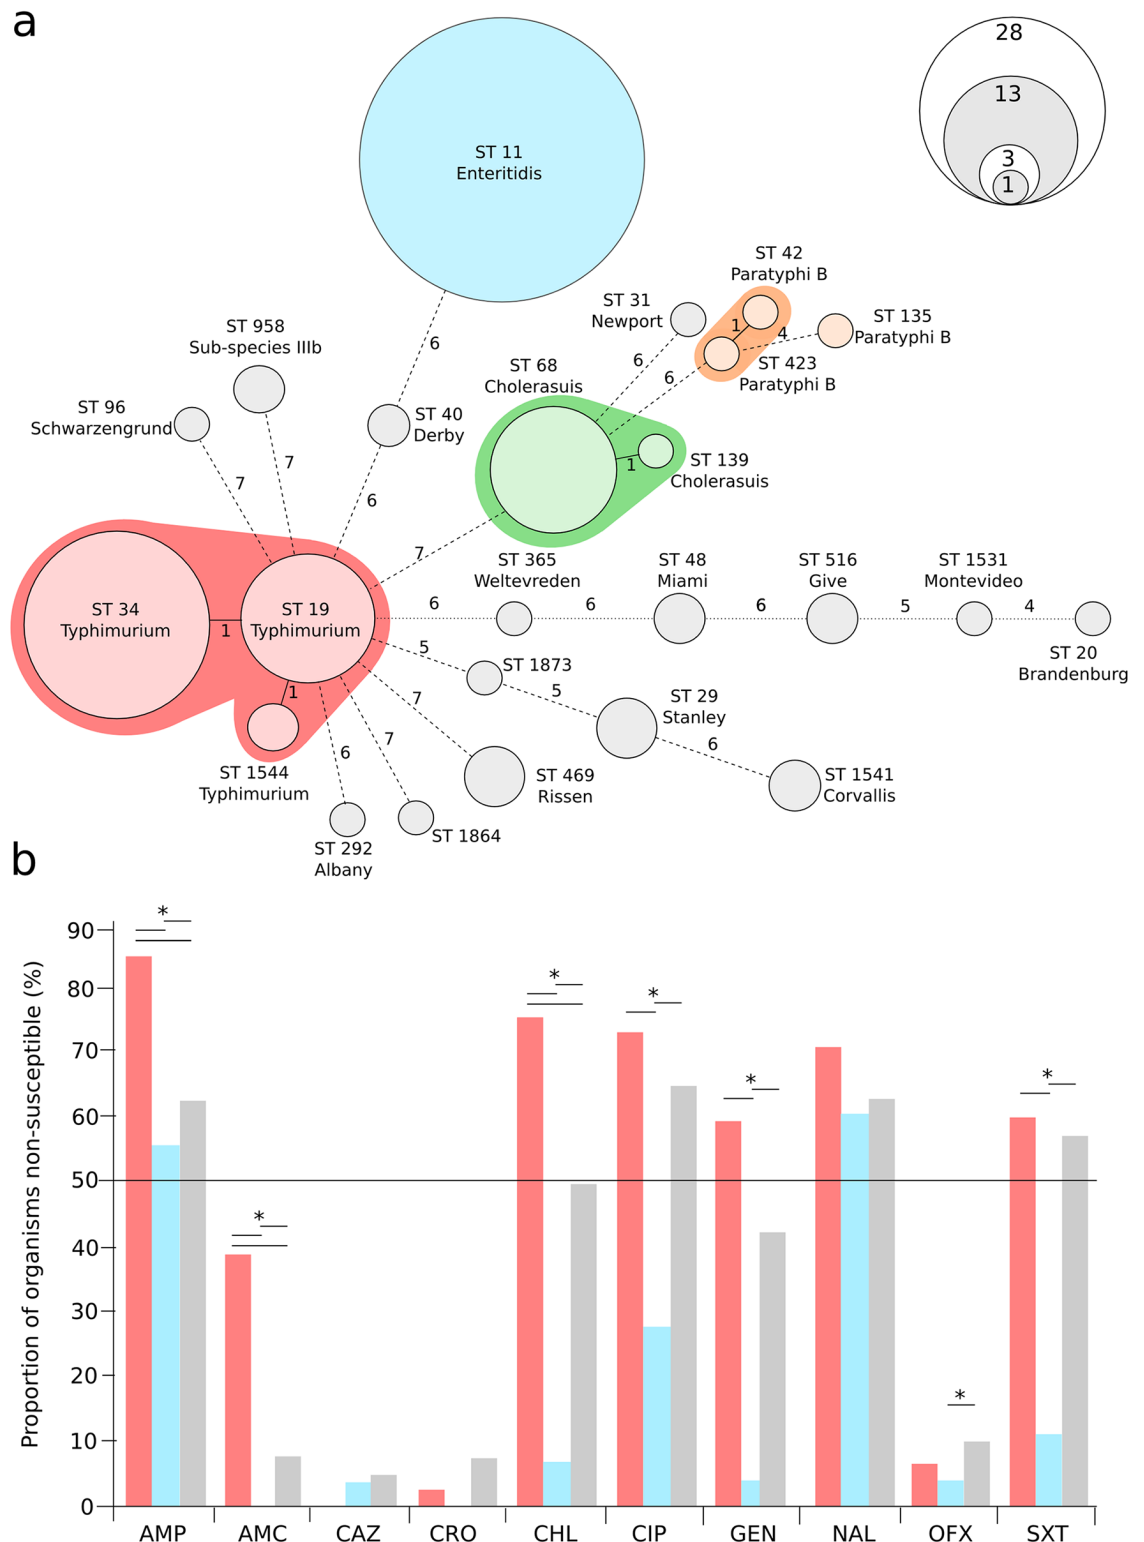 a
28
13
3
1
ST 11
Enteritidis
ST 42
Paratyphi B
ST 31
Newport
1
4
ST 135
Paratyphi B
ST 958
Sub-species IIIb
6
6
6
ST 423
Paratyphi B
ST 68
Cholerasuis
ST 96
Schwarzengrund
ST 40
Derby
7
7
6
1
ST 139
Cholerasuis
7
ST 365
Weltevreden
ST 48
Miami
ST 516
Give
ST 1531
Montevideo
ST 34
Typhimurium
1
ST 19
Typhimurium
6
6
6
5
4
ST 20
Brandenburg
5
ST 1873
5
ST 29
Stanley
1
7
6
ST 1544
Typhimurium
6
7
ST 469
Rissen
ST 1541
Corvallis
ST 292
Albany
ST 1864
b
Proportion of organisms non-susceptible (%)
90
80
70
60
50
40
30
20
10
0
*
*
*
*
*
*
*
AMP
AMC
CAZ
CRO
CHL
CIP
GEN
NAL
OFX
SXT